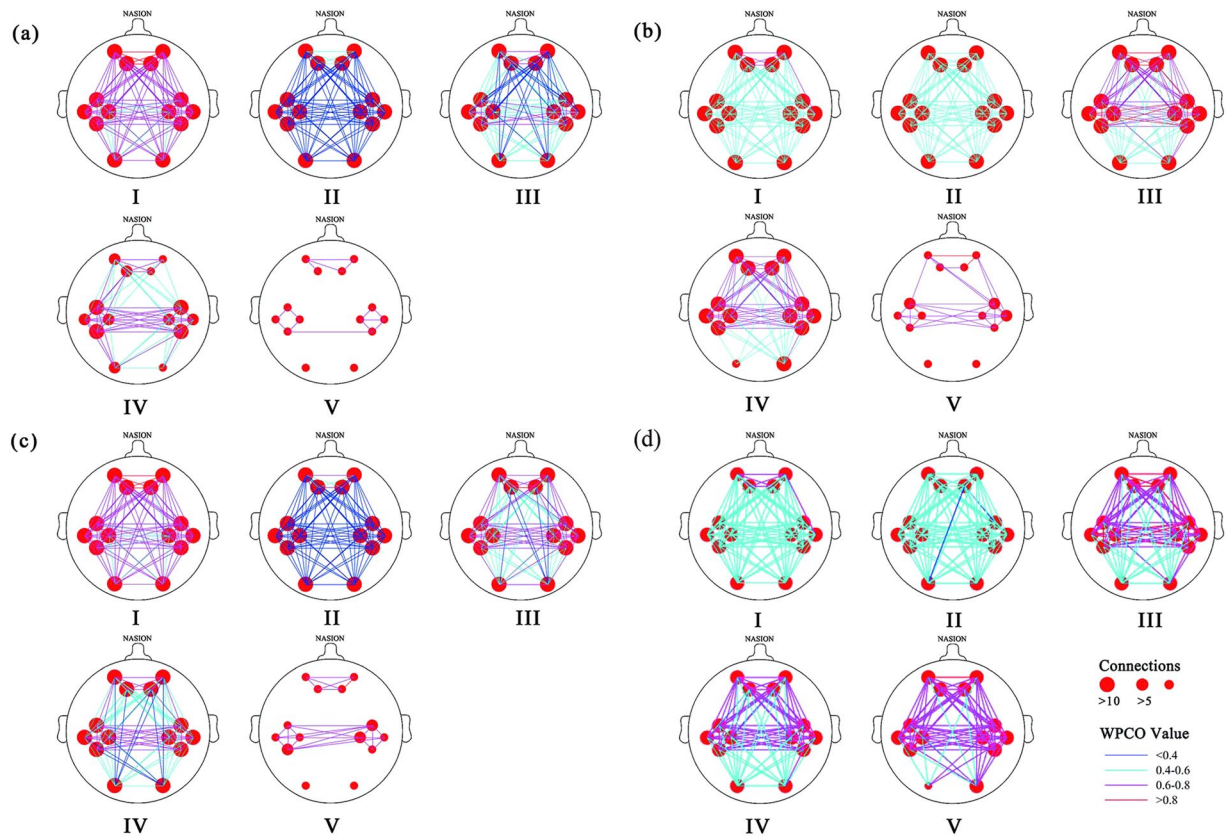 (a)
NASION NASION NASION
I II III
NASION NASION
IV V
(b)
NASION NASION NASION
I II III
NASION NASION
IV V
(c)
NASION NASION NASION
I II III
NASION NASION
IV V
(d)
NASION NASION NASION
I II III
NASION NASION
IV V
Connections
>10 >5
WPCO Value
<0.4
0.4-0.6
0.6-0.8
>0.8